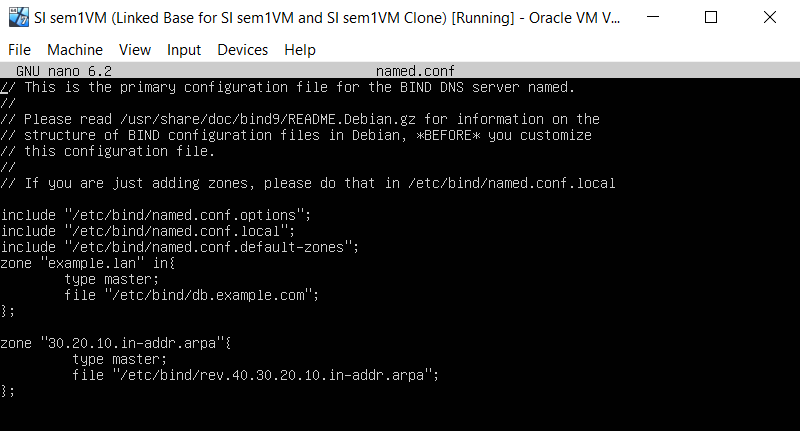 SI sem1VM (Linked Base for SI sem1VM and SI sem1VM Clone) [Running] - Oracle VM V...
File Machine View Input Devices Help
GNU nano 6.2 named.conf
// This is the primary configuration file for the BIND DNS server named.
//
// Please read /usr/share/doc/bind9/README.Debian.gz for information on the
// structure of BIND configuration files in Debian, *BEFORE* you customize
// this configuration file.
//
// If you are just adding zones, please do that in /etc/bind/named.conf.local
include "/etc/bind/named.conf.options";
include "/etc/bind/named.conf.local";
include "/etc/bind/named.conf.default-zones";
zone "example.lan" in{
type master;
file "/etc/bind/db.example.com";
};
zone "30.20.10.in-addr.arpa"{
type master;
file "/etc/bind/rev.40.30.20.10.in-addr.arpa";
};